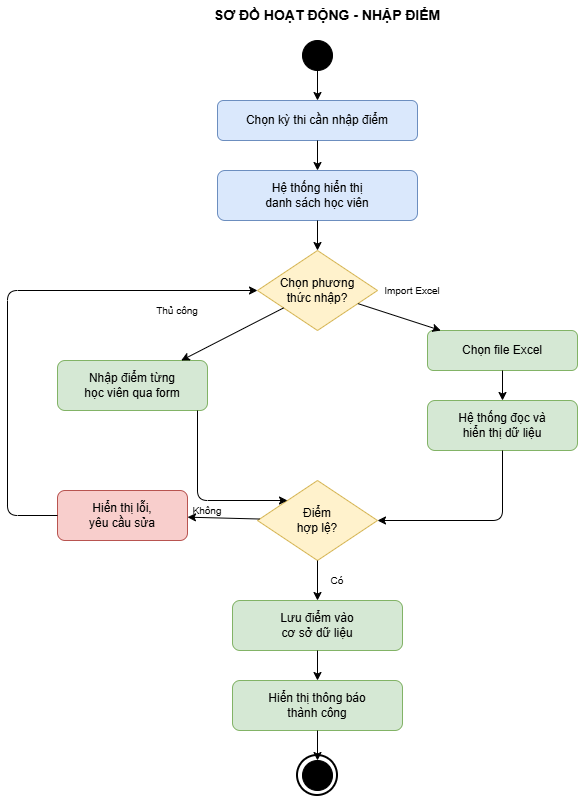 SƠ ĐỒ HOẠT ĐỘNG - NHẬP ĐIỂM
Chọn kỳ thi cần nhập điểm
Hệ thống hiển thị
danh sách học viên
Chọn phương
thức nhập?
Import Excel
Thủ công
Chọn file Excel
Nhập điểm từng
học viên qua form
Hệ thống đọc và
hiển thị dữ liệu
Hiển thị lỗi,
yêu cầu sửa
Không
Điểm
hợp lệ?
Có
Lưu điểm vào
cơ sở dữ liệu
Hiển thị thông báo
thành công